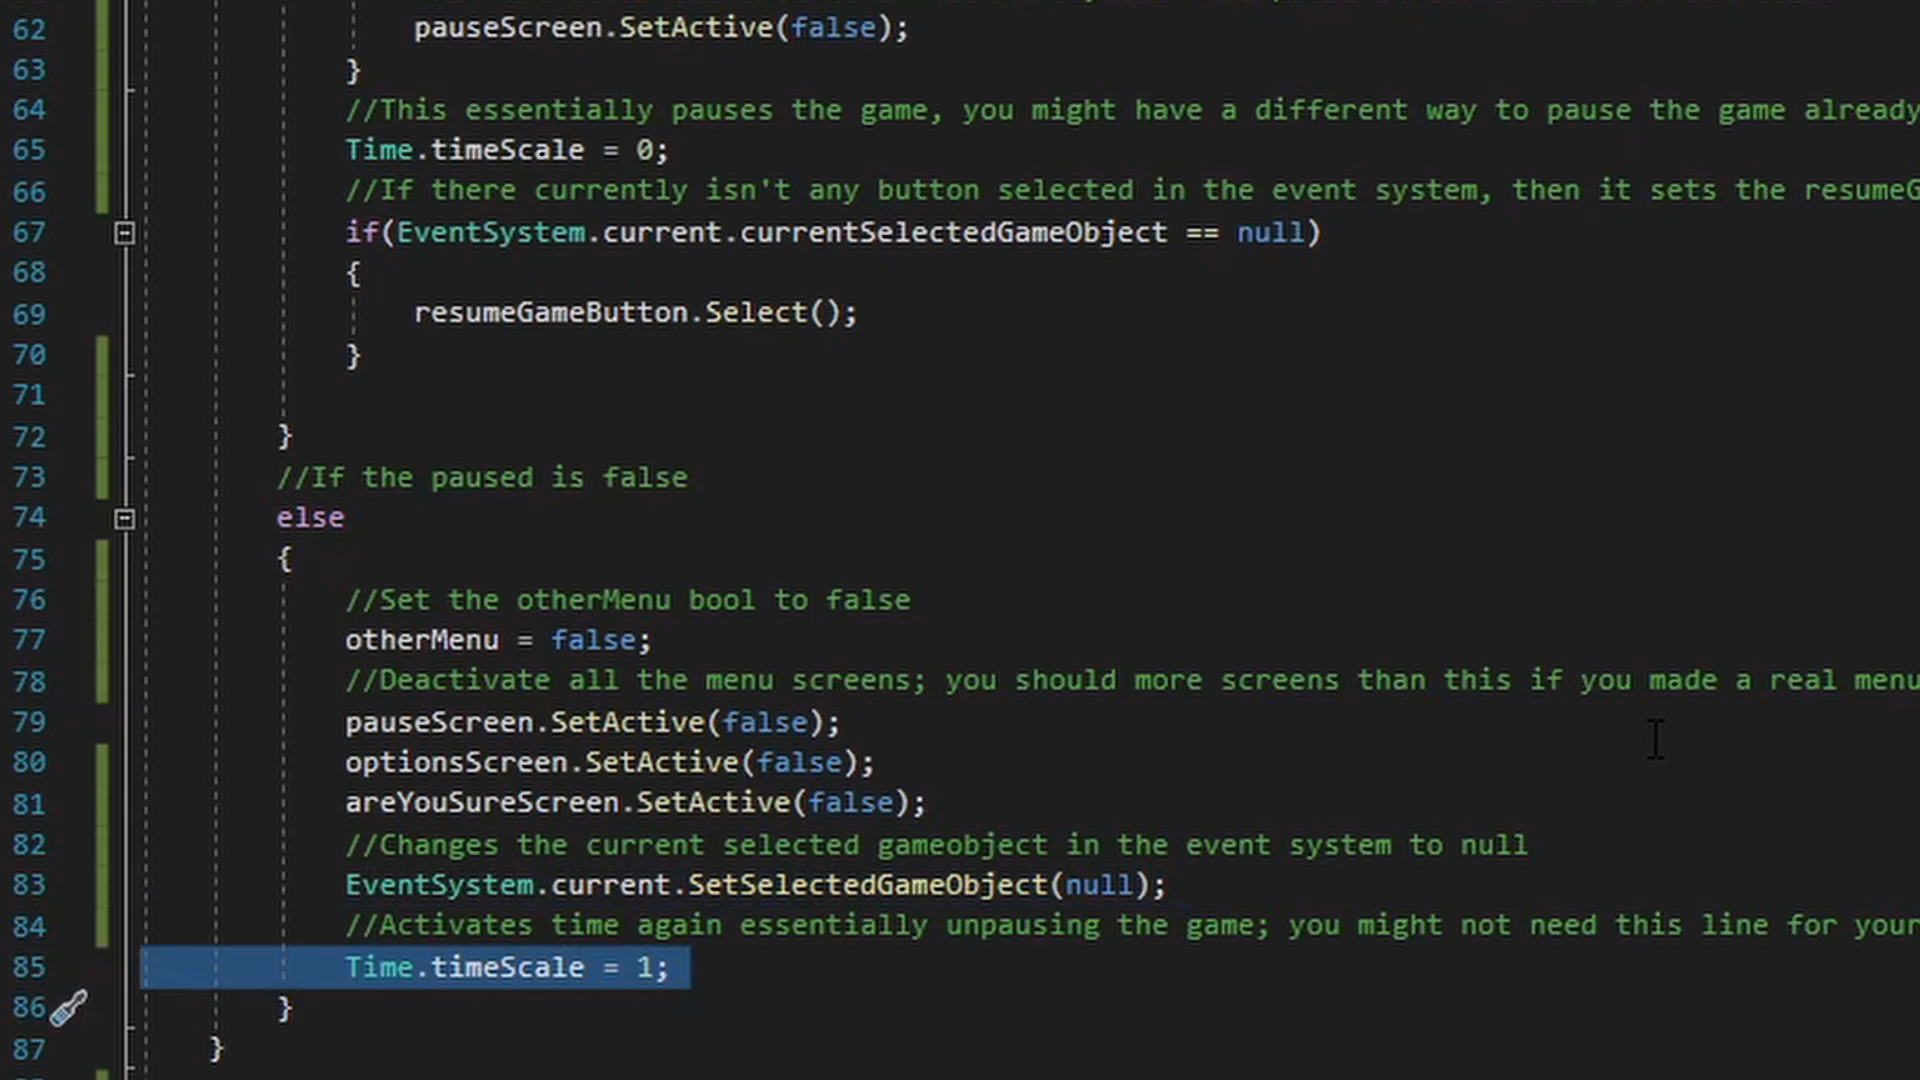 62 pauseScreen.SetActive(false);
63 }
64 //This essentially pauses the game, you might have a different way to pause the game already
65 Time.timeScale = 0;
66 //If there currently isn't any button selected in the event system, then it sets the resumeG
67 if(EventSystem.current.currentSelectedGameObject == null)
68 {
69 resumeGameButton.Select();
70 }
71
72 }
73 //If the paused is false
74 else
75 {
76 //Set the otherMenu bool to false
77 otherMenu = false;
78 //Deactivate all the menu screens; you should more screens than this if you made a real menu
79 pauseScreen.SetActive(false);
80 optionsScreen.SetActive(false);
81 areYouSureScreen.SetActive(false);
82 //Changes the current selected gameobject in the event system to null
83 EventSystem.current.SetSelectedGameObject(null);
84 //Activates time again essentially unpausing the game; you might not need this line for your
85 Time.timeScale = 1;
86 }
87 }